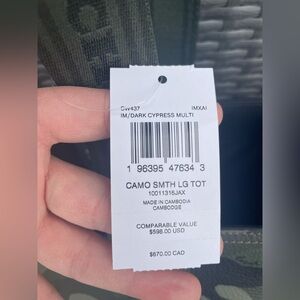 CW437 IMXAI
IM/DARK CYPRESS MULTI
1 96395 47634 3
CAMO SMTH LG TOT
10011316JAX
MADE IN CAMBODIA
CAMBODGE
COMPARABLE VALUE
$598.00 USD
$670.00 CAD